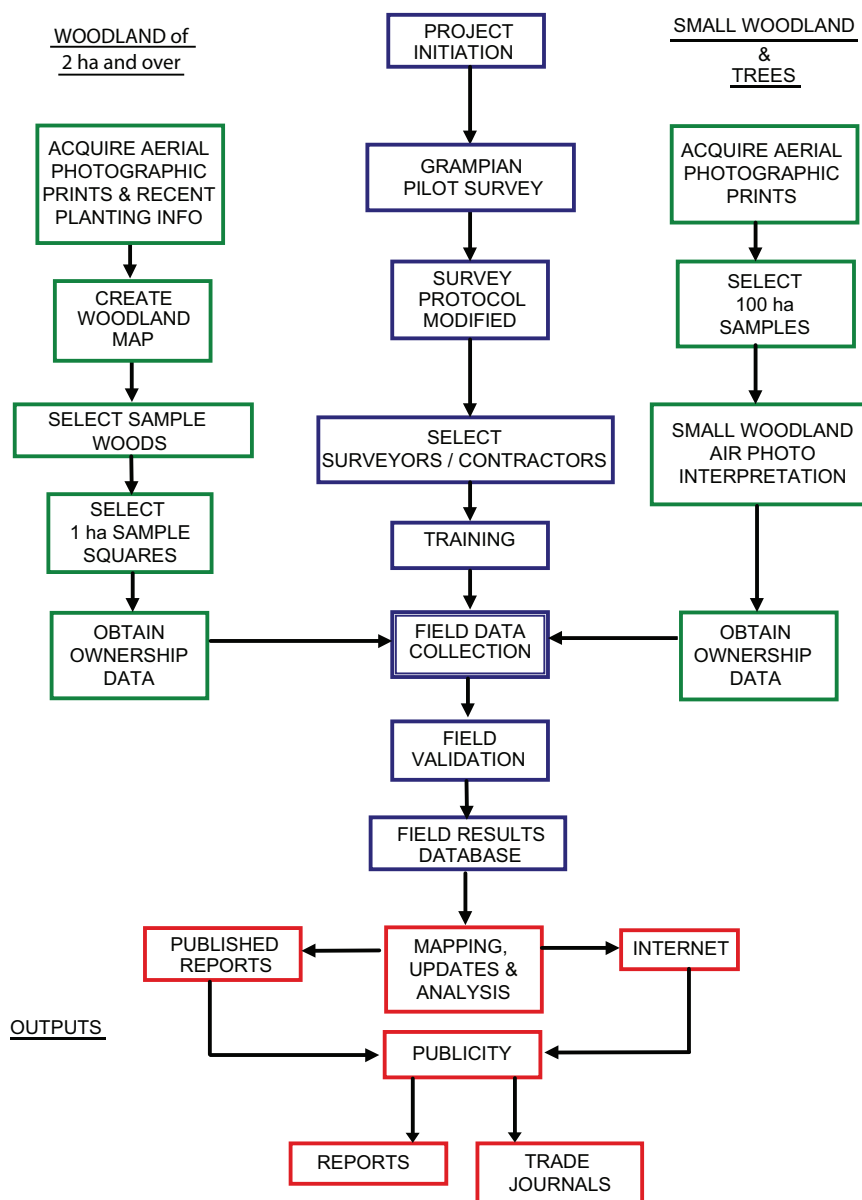 WOODLAND of
2 ha and over
PROJECT
INITIATION
SMALL WOODLAND
&
TREES
ACQUIRE AERIAL
PHOTOGRAPHIC
PRINTS & RECENT
PLANTING INFO
GRAMPIAN
PILOT SURVEY
ACQUIRE AERIAL
PHOTOGRAPHIC
PRINTS
CREATE
WOODLAND
MAP
SURVEY
PROTOCOL
MODIFIED
SELECT
100 ha
SAMPLES
SELECT SAMPLE
WOODS
SELECT
SURVEYORS / CONTRACTORS
SMALL WOODLAND
AIR PHOTO
INTERPRETATION
SELECT
1 ha SAMPLE
SQUARES
TRAINING
OBTAIN
OWNERSHIP
DATA
FIELD DATA
COLLECTION
OBTAIN
OWNERSHIP
DATA
FIELD
VALIDATION
FIELD RESULTS
DATABASE
PUBLISHED
REPORTS
MAPPING,
UPDATES &
ANALYSIS
INTERNET
OUTPUTS
PUBLICITY
REPORTS
TRADE
JOURNALS